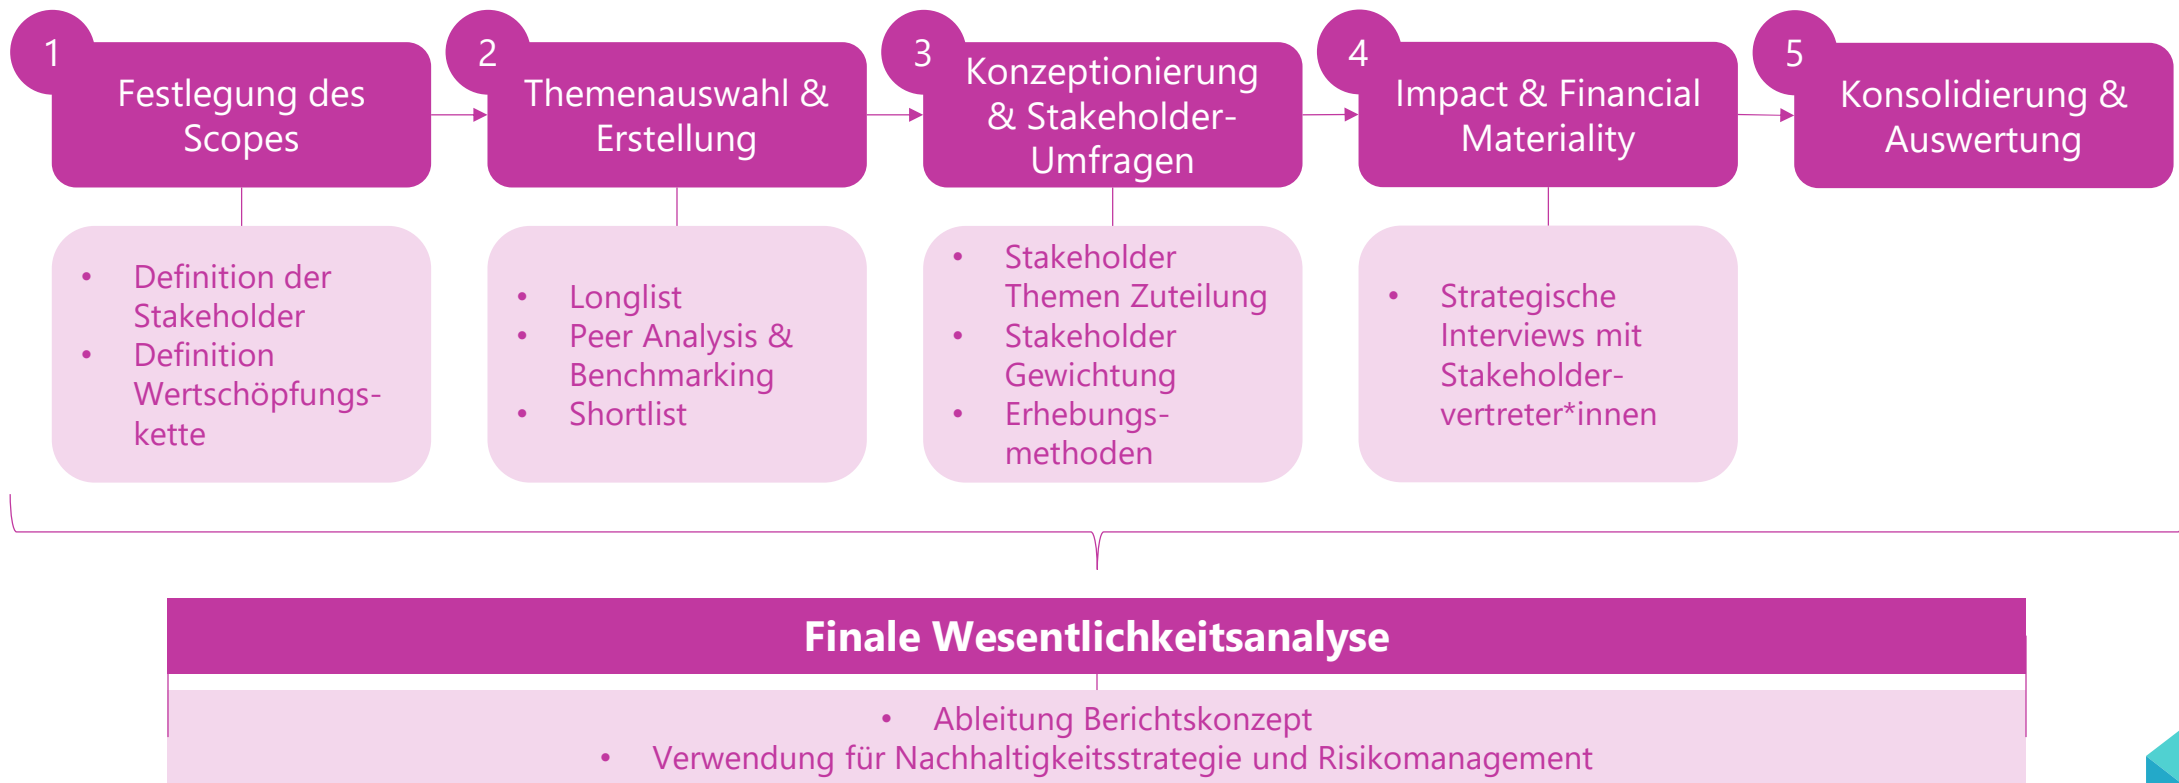 1
Festlegung des
Scopes
• Definition der
Stakeholder
• Definition
Wertschöpfungs-
kette
2
Themenauswahl &
Erstellung
• Longlist
• Peer Analysis &
Benchmarking
• Shortlist
3
Konzeptionierung
& Stakeholder-
Umfragen
• Stakeholder
Themen Zuteilung
• Stakeholder
Gewichtung
• Erhebungs-
methoden
4
Impact & Financial
Materiality
• Strategische
Interviews mit
Stakeholder-
vertreter*innen
5
Konsolidierung &
Auswertung
Finale Wesentlichkeitsanalyse
• Ableitung Berichtskonzept
• Verwendung für Nachhaltigkeitsstrategie und Risikomanagement